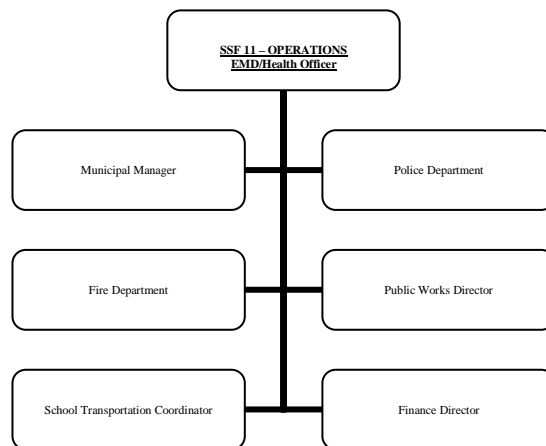 SSF 11 – OPERATIONS
EMD/Health Officer
Municipal Manager
Police Department
Fire Department
Public Works Director
School Transportation Coordinator
Finance Director